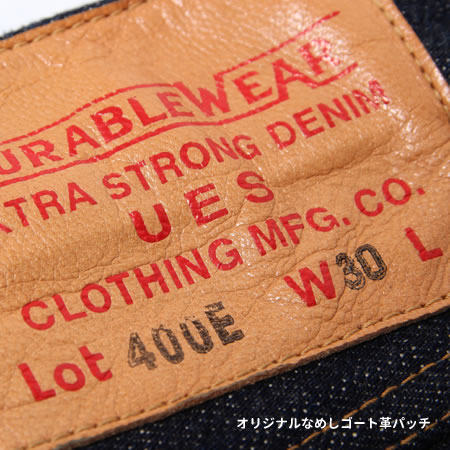 DURABLEWEAR
XTRA STRONG DENIM
UES
CLOTHING MFG. CO.
Lot 400E W30 L
オリジナルなめしゴート革パッチ